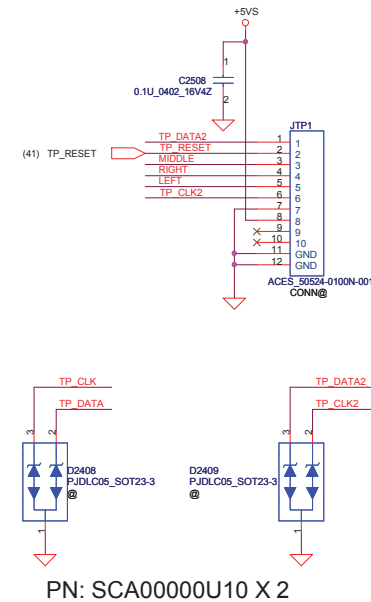 +5VS
1
C2508
0.1U_0402_16V4Z
2
JTP1
TP_DATA2 1 1
(41) TP_RESET TP_RESET 2 2
MIDDLE 3 3
RIGHT 4 4
LEFT 5 5
TP_CLK2 6 6
7 7
8 8
9 9
10 10
11 GND
12 GND
ACES_50524-0100N-001
CONN@
TP_CLK
TP_DATA
3 2
D2408
PJDLC05_SOT23-3
@
1
TP_DATA2
TP_CLK2
3 2
D2409
PJDLC05_SOT23-3
@
1
PN: SCA00000U10 X 2